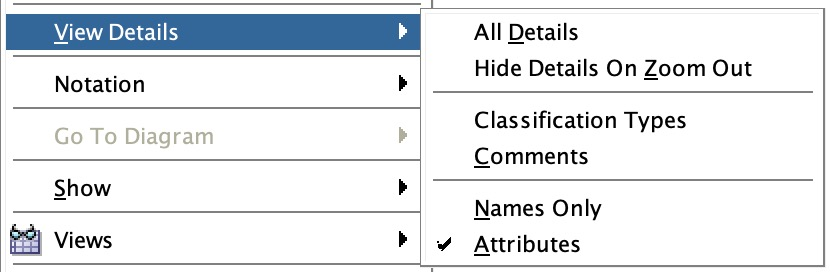 View Details
Notation
Go To Diagram
Show
Views
All Details
Hide Details On Zoom Out
Classification Types
Comments
Names Only
Attributes